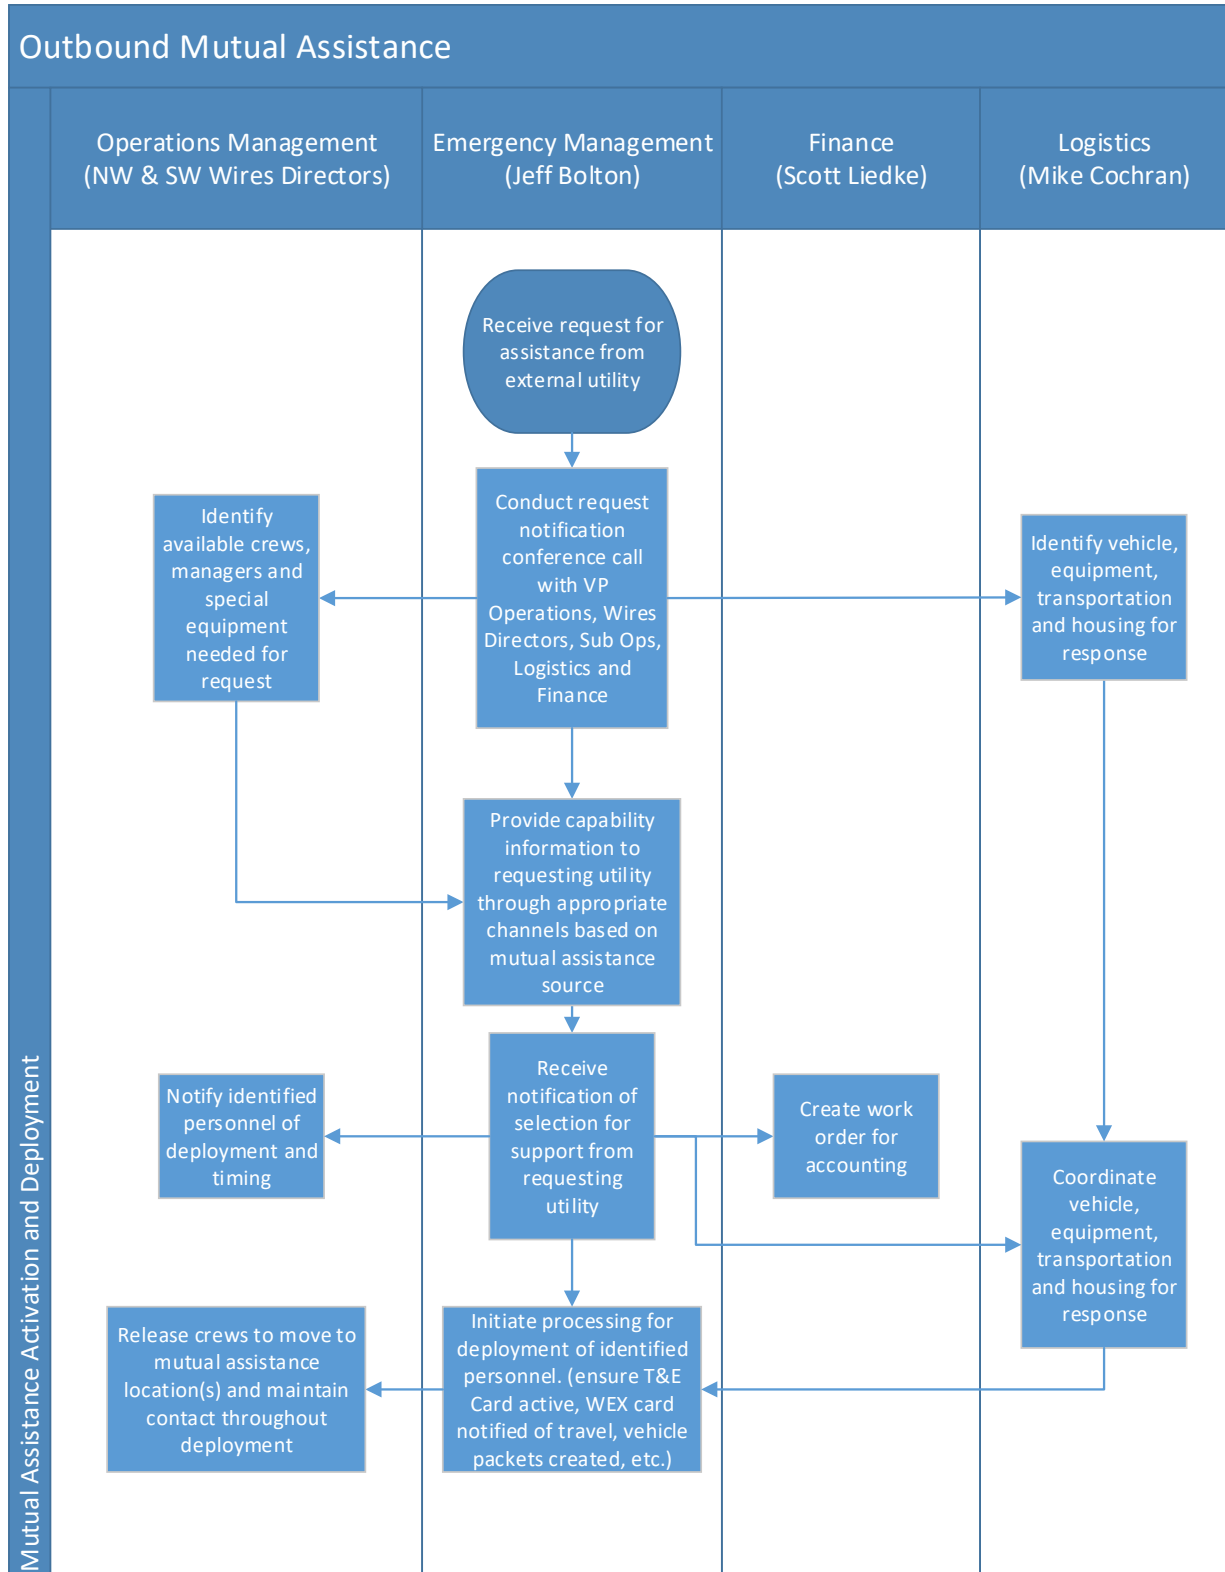 Outbound Mutual Assistance
Operations Management
(NW & SW Wires Directors)
Emergency Management
(Jeff Bolton)
Finance
(Scott Liedke)
Logistics
(Mike Cochran)
Mutual Assistance Activation and Deployment
Receive request for
assistance from
external utility
Identify
available crews,
managers and
special
equipment
needed for
request
Conduct request
notification
conference call
with VP
Operations, Wires
Directors, Sub Ops,
Logistics and
Finance
Identify vehicle,
equipment,
transportation
and housing for
response
Provide capability
information to
requesting utility
through appropriate
channels based on
mutual assistance
source
Notify identified
personnel of
deployment and
timing
Receive
notification of
selection for
support from
requesting
utility
Create work
order for
accounting
Coordinate
vehicle,
equipment,
transportation
and housing for
response
Release crews to move to
mutual assistance
location(s) and maintain
contact throughout
deployment
Initiate processing for
deployment of identified
personnel. (ensure T&E
Card active, WEX card
notified of travel, vehicle
packets created, etc.)